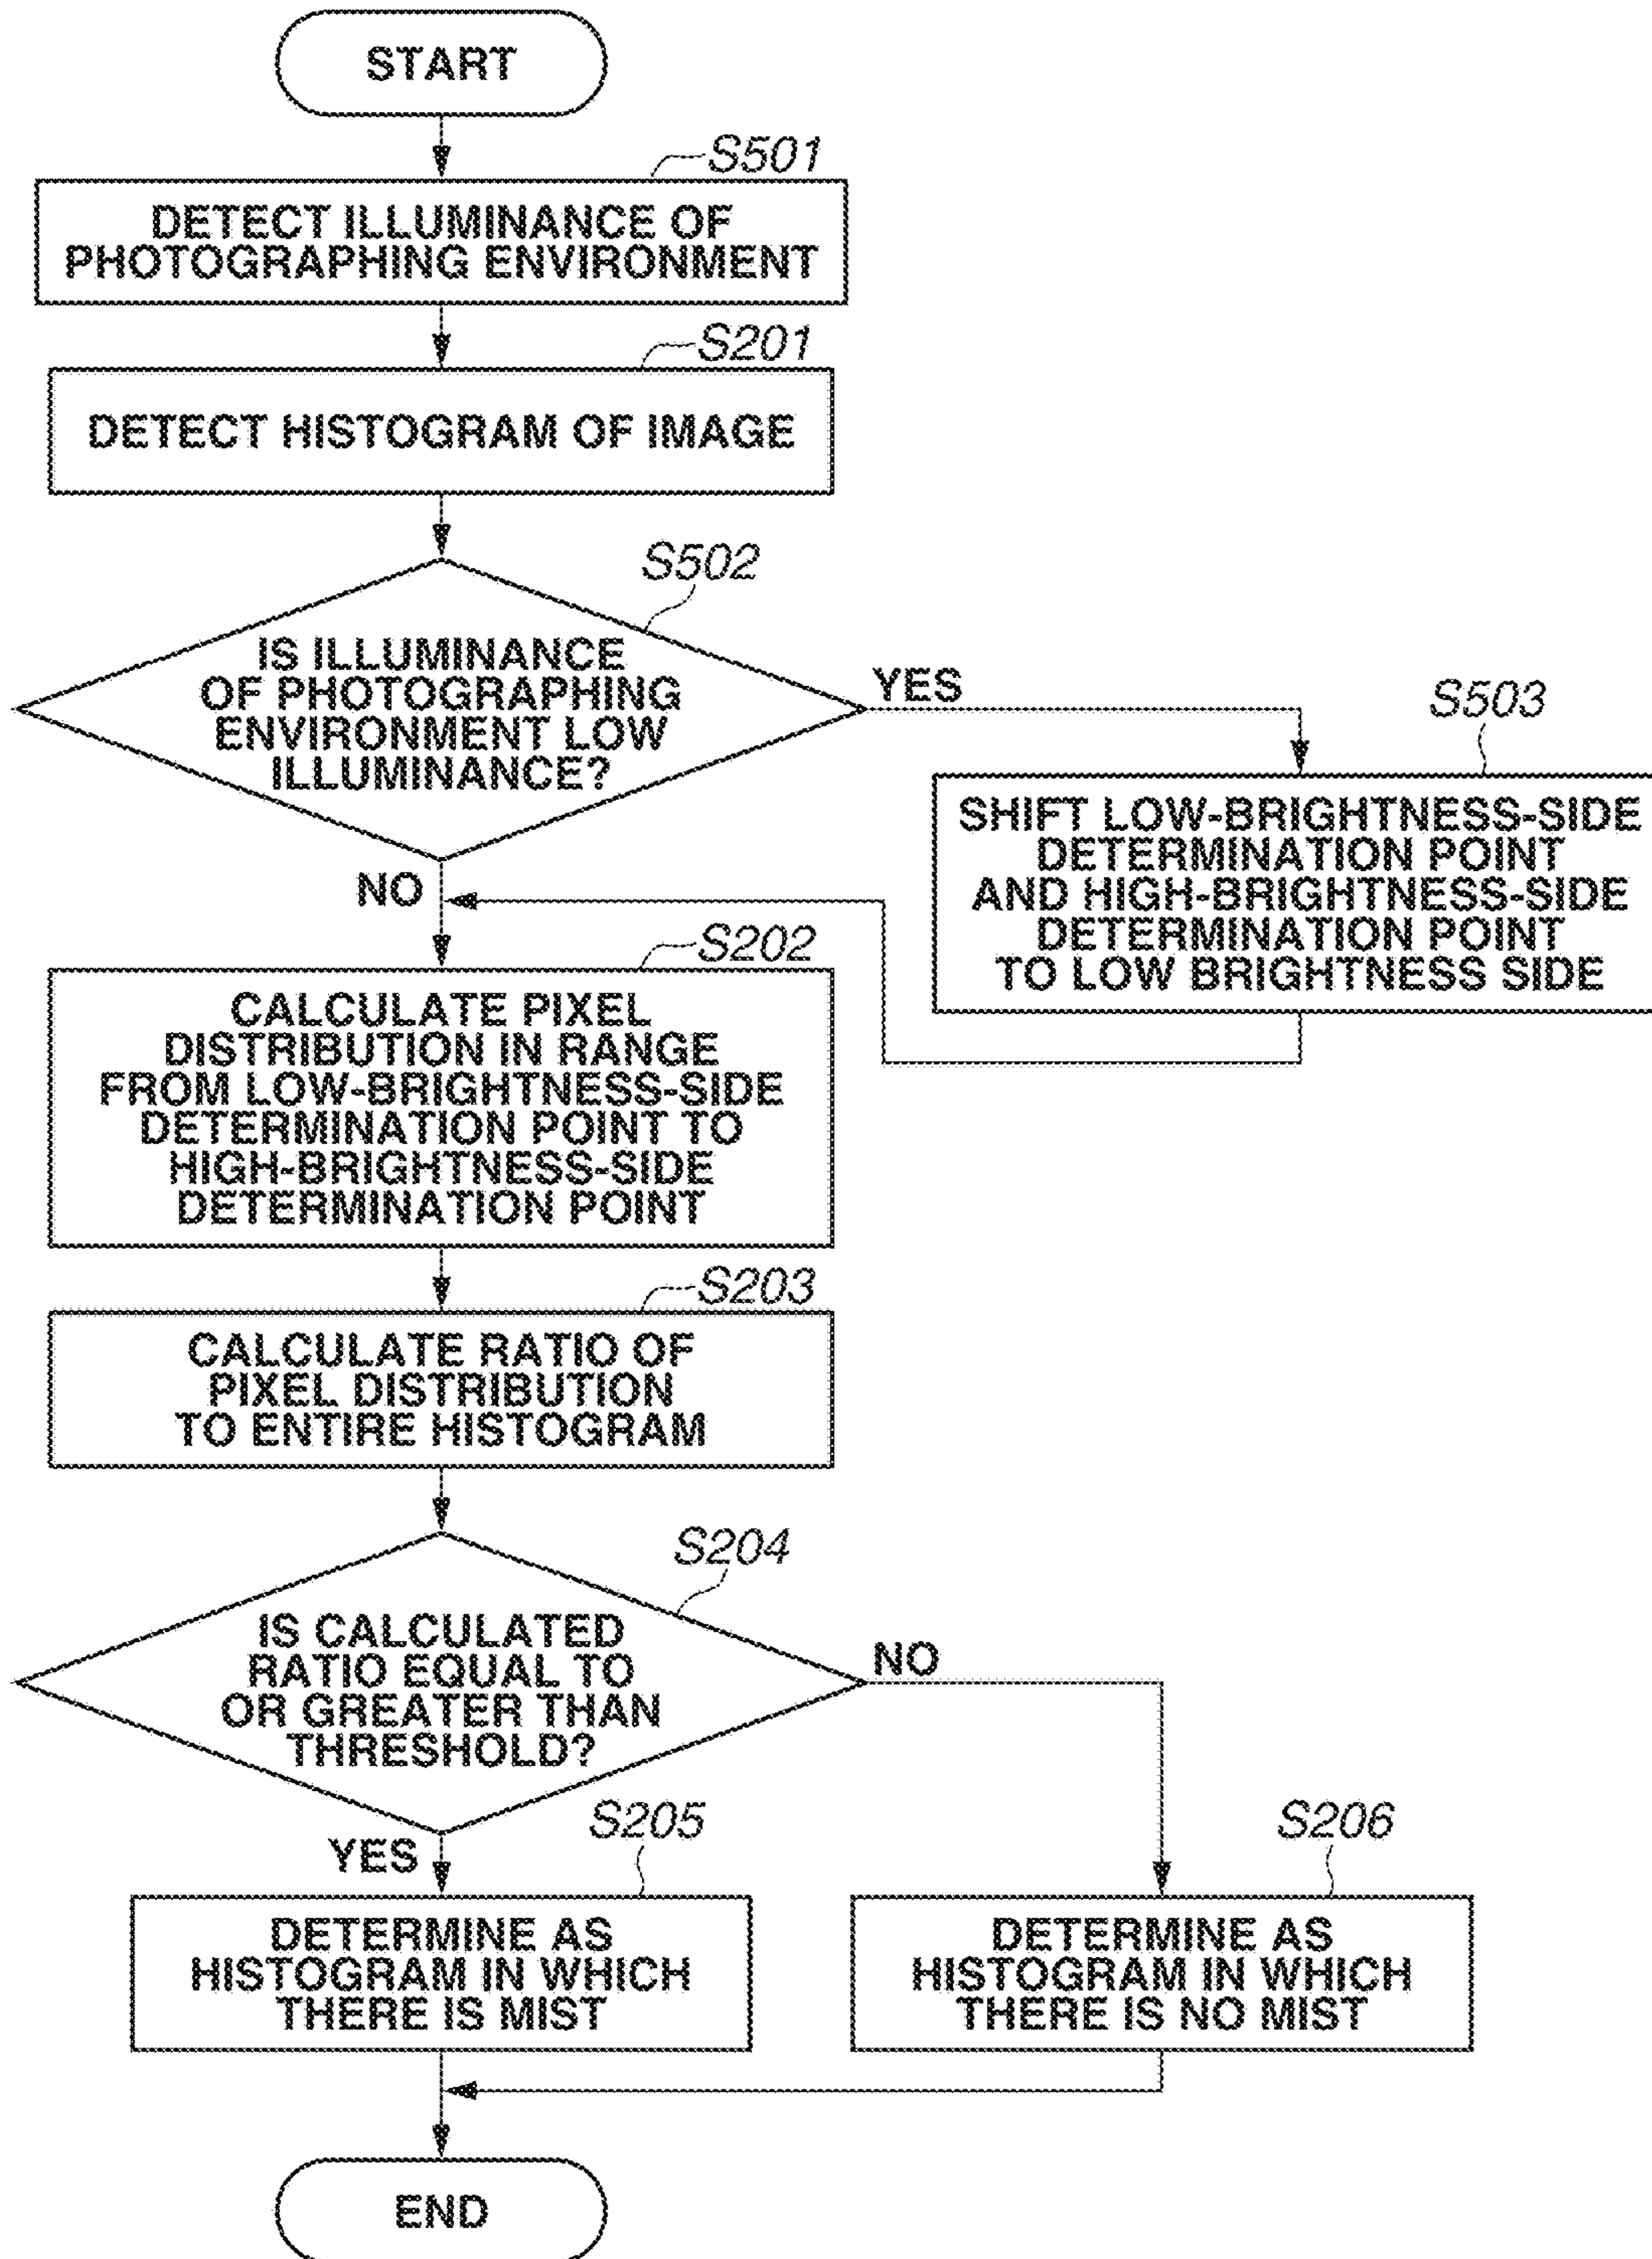 START
S501
DETECT ILLUMINANCE OF
PHOTOGRAPHING ENVIRONMENT
S201
DETECT HISTOGRAM OF IMAGE
S502
IS ILLUMINANCE
OF PHOTOGRAPHING
ENVIRONMENT LOW
ILLUMINANCE?
YES
S503
SHIFT LOW-BRIGHTNESS-SIDE
DETERMINATION POINT
AND HIGH-BRIGHTNESS-SIDE
DETERMINATION POINT
TO LOW BRIGHTNESS SIDE
NO
S202
CALCULATE PIXEL
DISTRIBUTION IN RANGE
FROM LOW-BRIGHTNESS-SIDE
DETERMINATION POINT TO
HIGH-BRIGHTNESS-SIDE
DETERMINATION POINT
S203
CALCULATE RATIO OF
PIXEL DISTRIBUTION
TO ENTIRE HISTOGRAM
S204
IS CALCULATED
RATIO EQUAL TO
OR GREATER THAN
THRESHOLD?
NO
YES
S205
DETERMINE AS
HISTOGRAM IN WHICH
THERE IS MIST
S206
DETERMINE AS
HISTOGRAM IN WHICH
THERE IS NO MIST
END